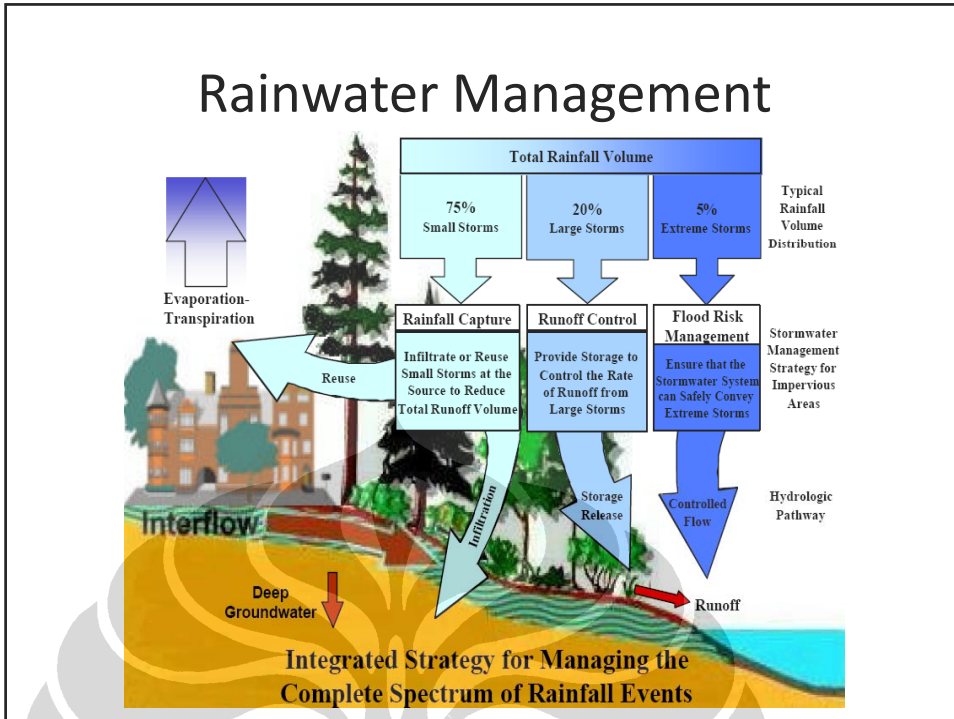 Rainwater Management
Total Rainfall Volume
75%
Small Storms
20%
Large Storms
5%
Extreme Storms
Typical
Rainfall
Volume
Distribution
Evaporation-
Transpiration
Rainfall Capture
Infiltrate or Reuse
Small Storms at the
Source to Reduce
Total Runoff Volume
Runoff Control
Provide Storage to
Control the Rate
of Runoff from
Large Storms
Flood Risk
Management
Ensure that the
Stormwater System
can Safely Convey
Extreme Storms
Stormwater
Management
Strategy for
Impervious
Areas
Reuse
Infiltration
Storage
Release
Controlled
Flow
Hydrologic
Pathway
Interflow
Deep
Groundwater
Runoff
Integrated Strategy for Managing the
Complete Spectrum of Rainfall Events